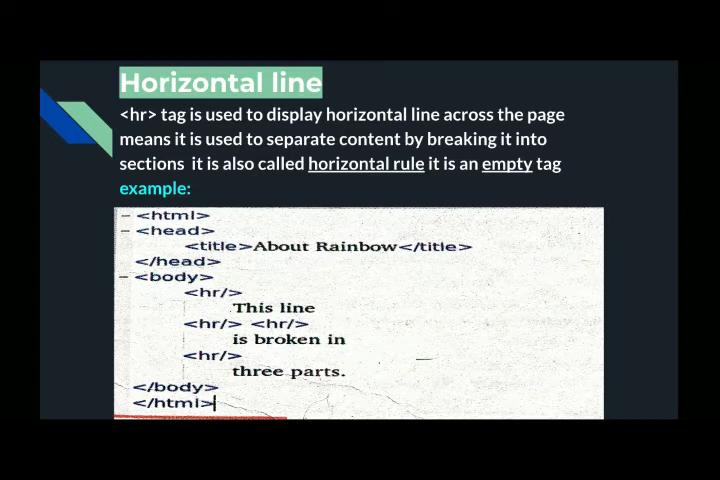 Horizontal line
<hr> tag is used to display horizontal line across the page
means it is used to separate content by breaking it into
sections it is also called horizontal rule it is an empty tag
example:
<html>
<head>
<title>About Rainbow</title>
</head>
<body>
<hr/>
This line
<hr/> <hr/>
is broken in
<hr/>
three parts.
</body>
</html>